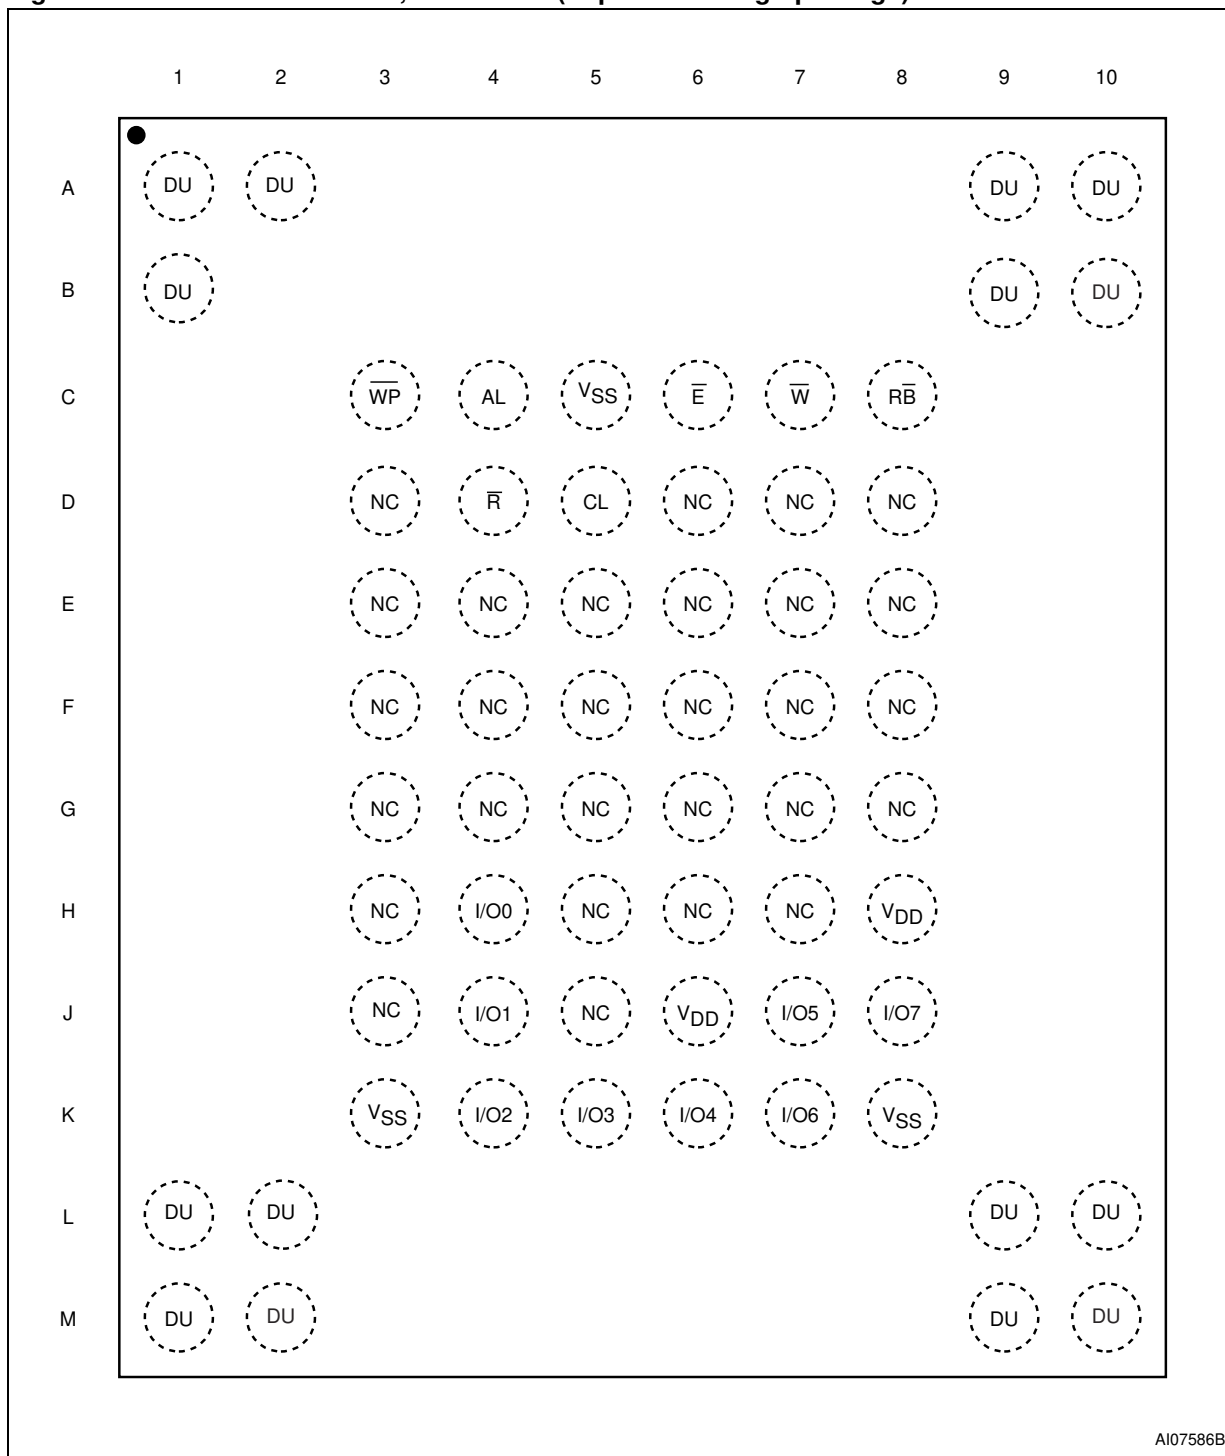 1 2 3 4 5 6 7 8 9 10
A DU DU DU DU
B DU DU DU
C W̅P̅ AL VSS E̅ W̅ RB̅
D NC R̅ CL NC NC NC
E NC NC NC NC NC NC
F NC NC NC NC NC NC
G NC NC NC NC NC NC
H NC I/O0 NC NC NC VDD
J NC I/O1 NC VDD I/O5 I/O7
K VSS I/O2 I/O3 I/O4 I/O6 VSS
L DU DU DU DU
M DU DU DU DU
AI07586B